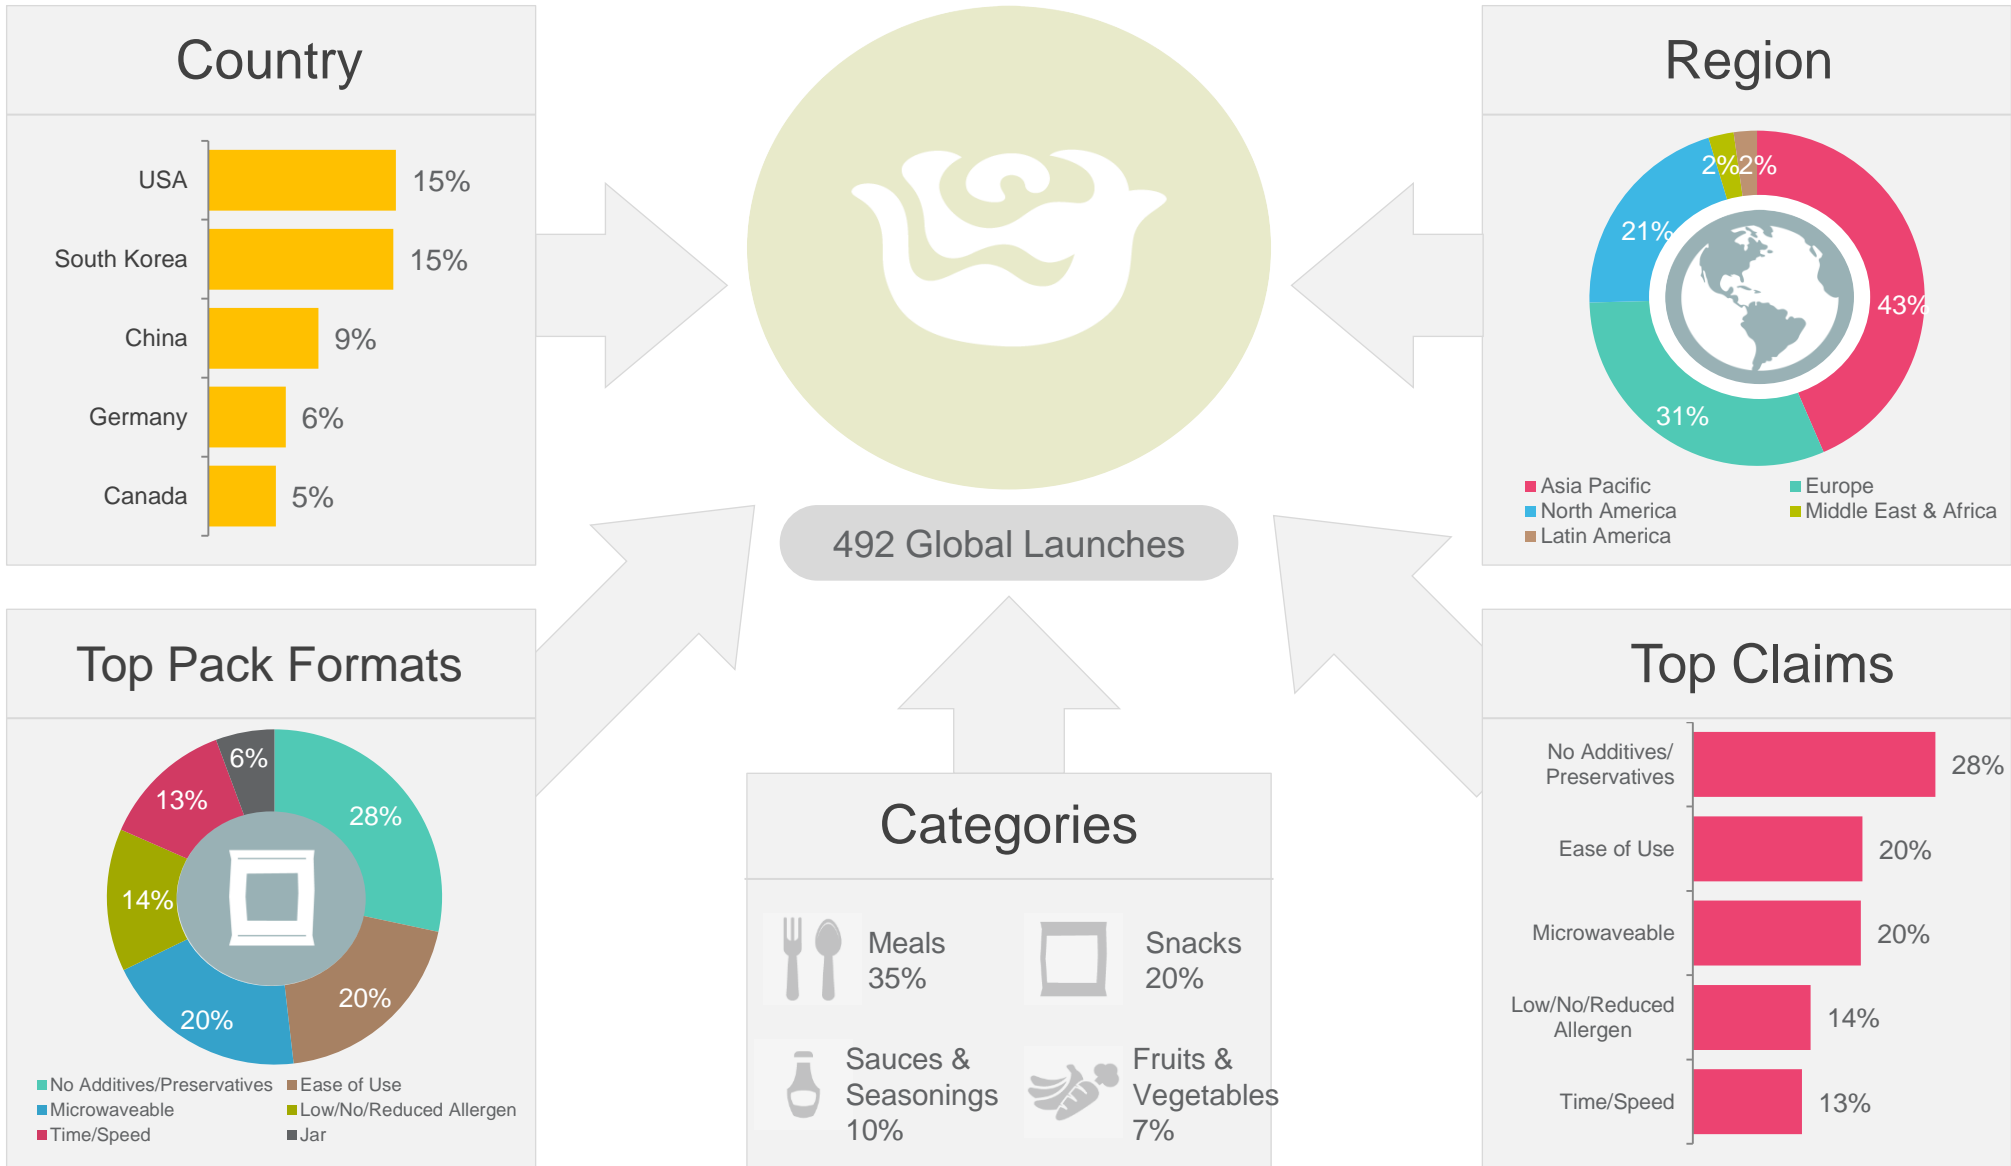 Country
USA
15%
South Korea
15%
China
9%
Germany
6%
Canada
5%
492 Global Launches
Region
2%
2%
21%
43%
31%
Asia Pacific
Europe
North America
Middle East & Africa
Latin America
Top Pack Formats
6%
13%
28%
14%
20%
20%
No Additives/Preservatives
Ease of Use
Microwaveable
Low/No/Reduced Allergen
Time/Speed
Jar
Categories
Meals
35%
Snacks
20%
Sauces &
Seasonings
10%
Fruits &
Vegetables
7%
Top Claims
No Additives/
Preservatives
28%
Ease of Use
20%
Microwaveable
20%
Low/No/Reduced
Allergen
14%
Time/Speed
13%